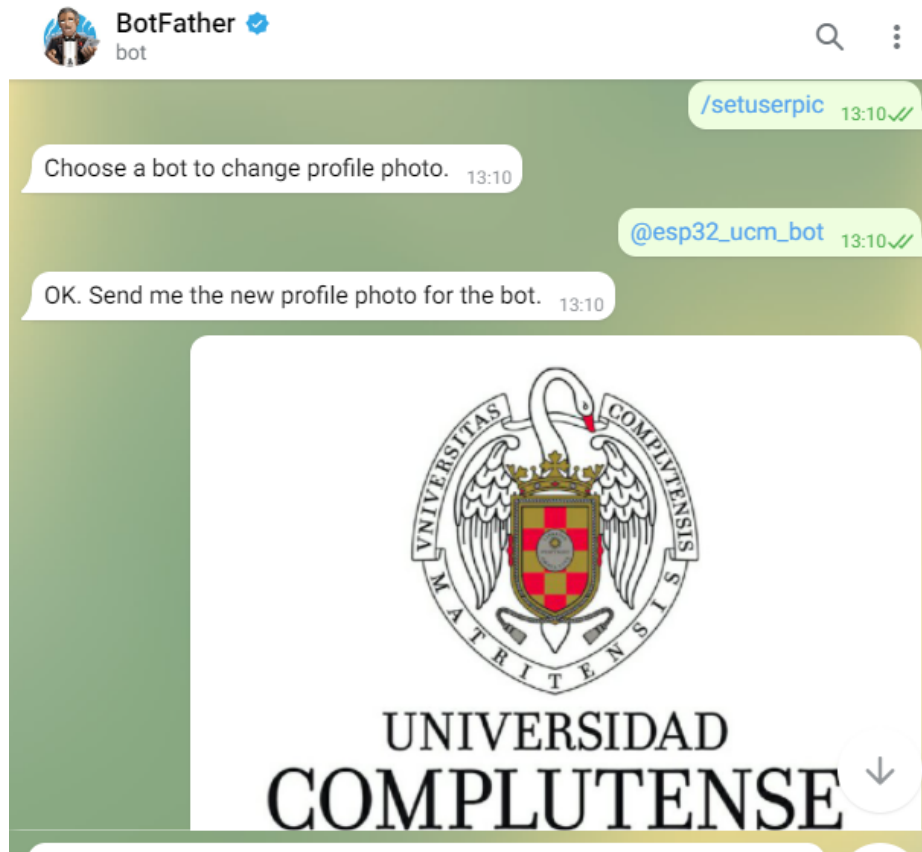 BotFather
bot
/setuserpic 13:10
Choose a bot to change profile photo. 13:10
@esp32_ucm_bot 13:10
OK. Send me the new profile photo for the bot. 13:10
VNIVERSITAS
COMPLVTENSIS
MATRITENSIS
UNIVERSIDAD
COMPLUTENSE